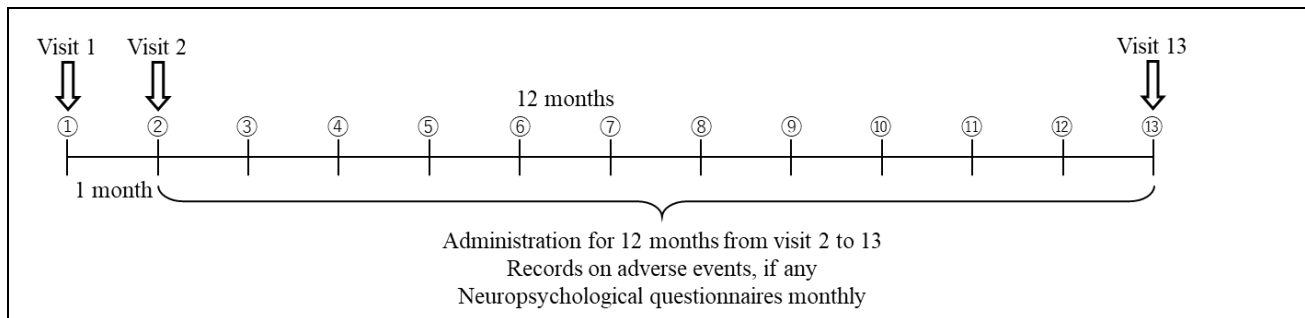 Visit 1 Visit 2 Visit 13
12 months
① ② ③ ④ ⑤ ⑥ ⑦ ⑧ ⑨ ⑩ ⑪ ⑫ ⑬
1 month
Administration for 12 months from visit 2 to 13
Records on adverse events, if any
Neuropsychological questionnaires monthly